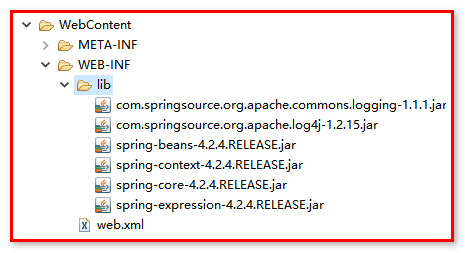 WebContent
META-INF
WEB-INF
lib
com.springsource.org.apache.commons.logging-1.1.1.jar
com.springsource.org.apache.log4j-1.2.15.jar
spring-beans-4.2.4.RELEASE.jar
spring-context-4.2.4.RELEASE.jar
spring-core-4.2.4.RELEASE.jar
spring-expression-4.2.4.RELEASE.jar
web.xml